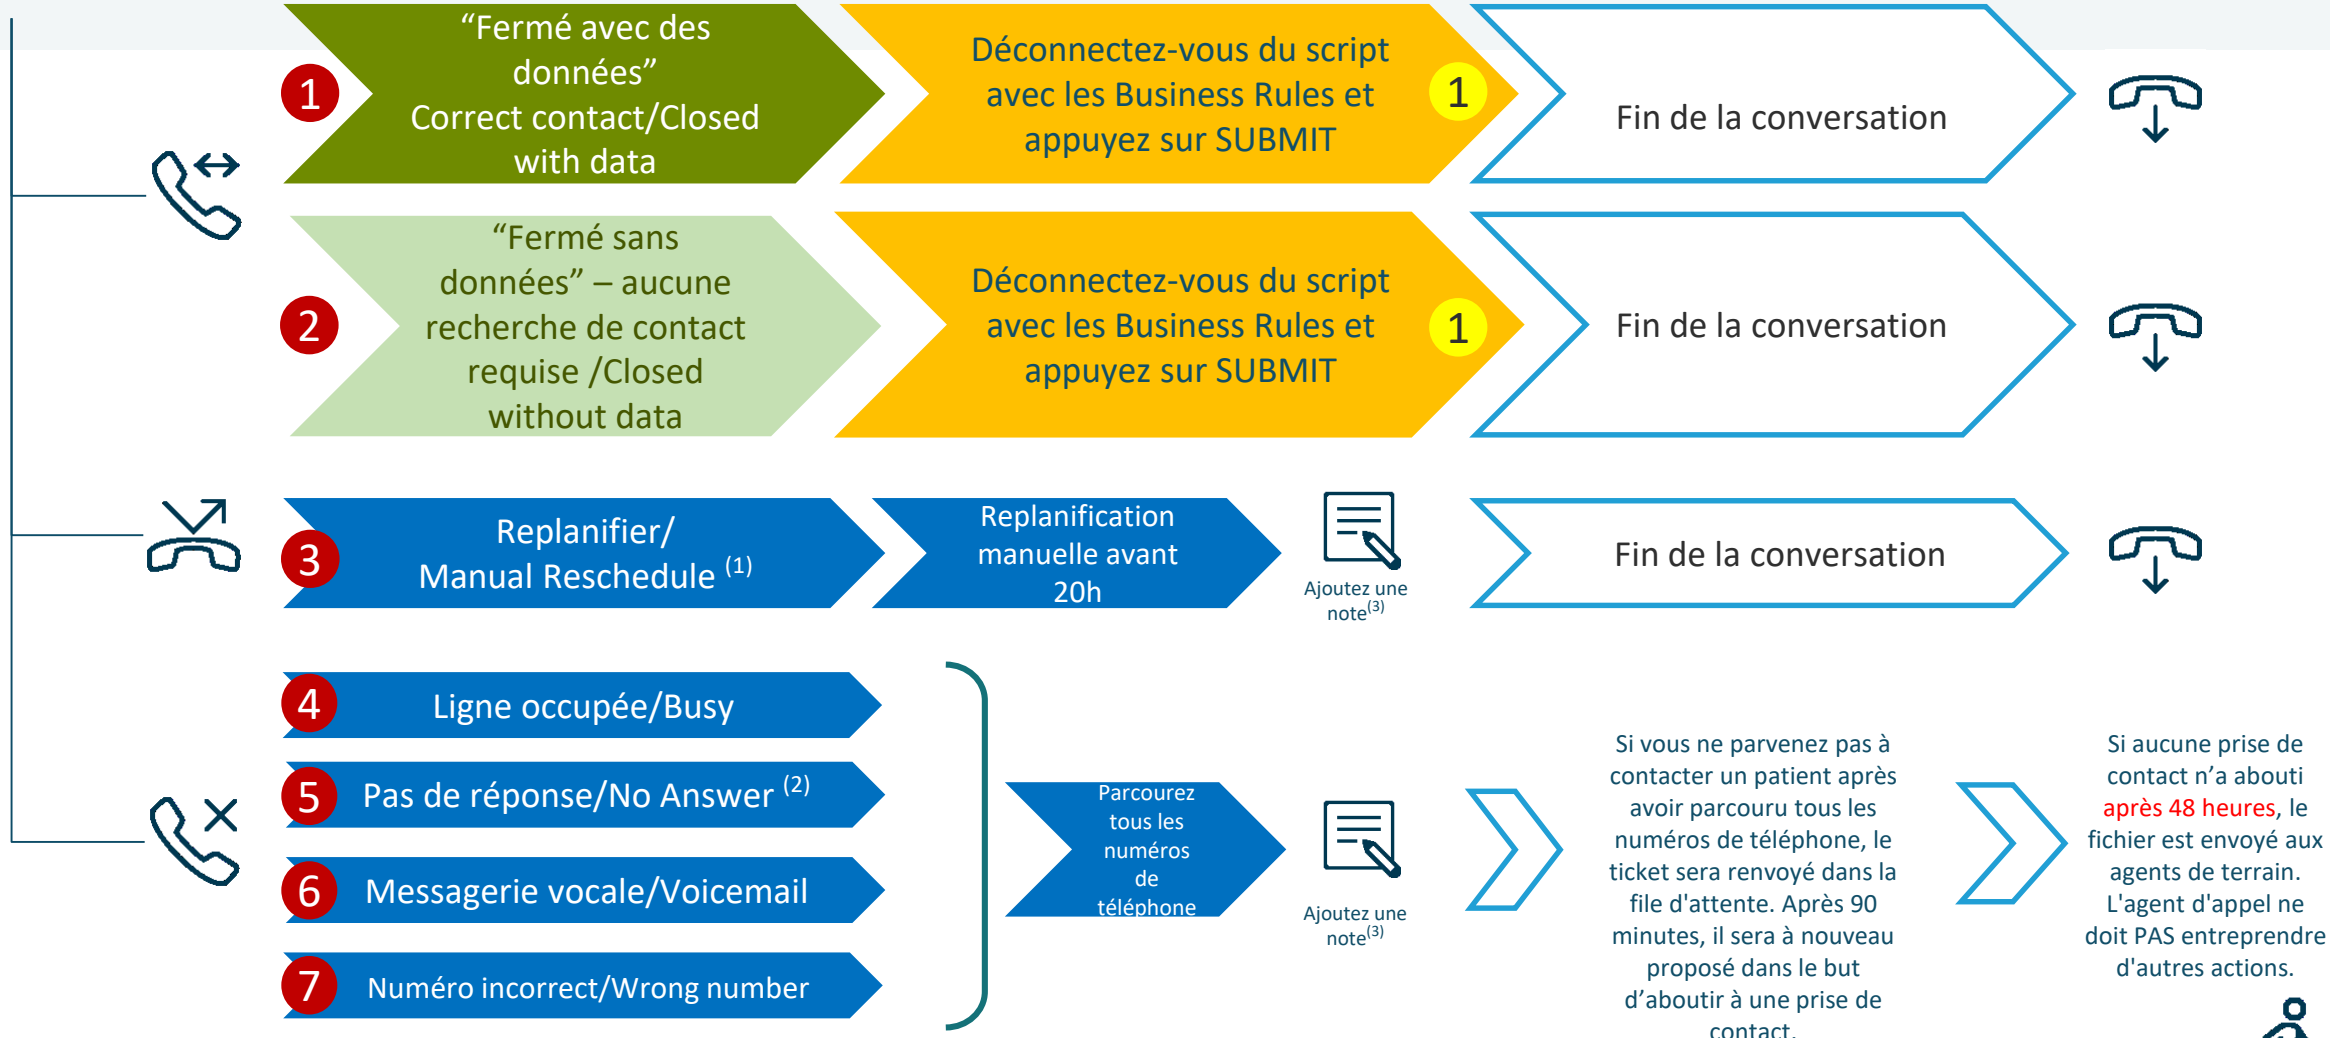 “Fermé avec des
données”
Correct contact/Closed
with data
1
Déconnectez-vous du script
avec les Business Rules et
appuyez sur SUBMIT
1
Fin de la conversation
“Fermé sans
données” – aucune
recherche de contact
requise /Closed
without data
2
Déconnectez-vous du script
avec les Business Rules et
appuyez sur SUBMIT
1
Fin de la conversation
3
Replanifier/
Manual Reschedule (1)
Replanification
manuelle avant
20h
Ajoutez une
note(3)
Fin de la conversation
4
Ligne occupée/Busy
5
Pas de réponse/No Answer (2)
6
Messagerie vocale/Voicemail
7
Numéro incorrect/Wrong number
Parcourez
tous les
numéros
de
téléphone
Ajoutez une
note(3)
Si vous ne parvenez pas à
contacter un patient après
avoir parcouru tous les
numéros de téléphone, le
ticket sera renvoyé dans la
file d'attente. Après 90
minutes, il sera à nouveau
proposé dans le but
d’aboutir à une prise de
contact.
Si aucune prise de
contact n’a abouti
après 48 heures, le
fichier est envoyé aux
agents de terrain.
L'agent d'appel ne
doit PAS entreprendre
d'autres actions.